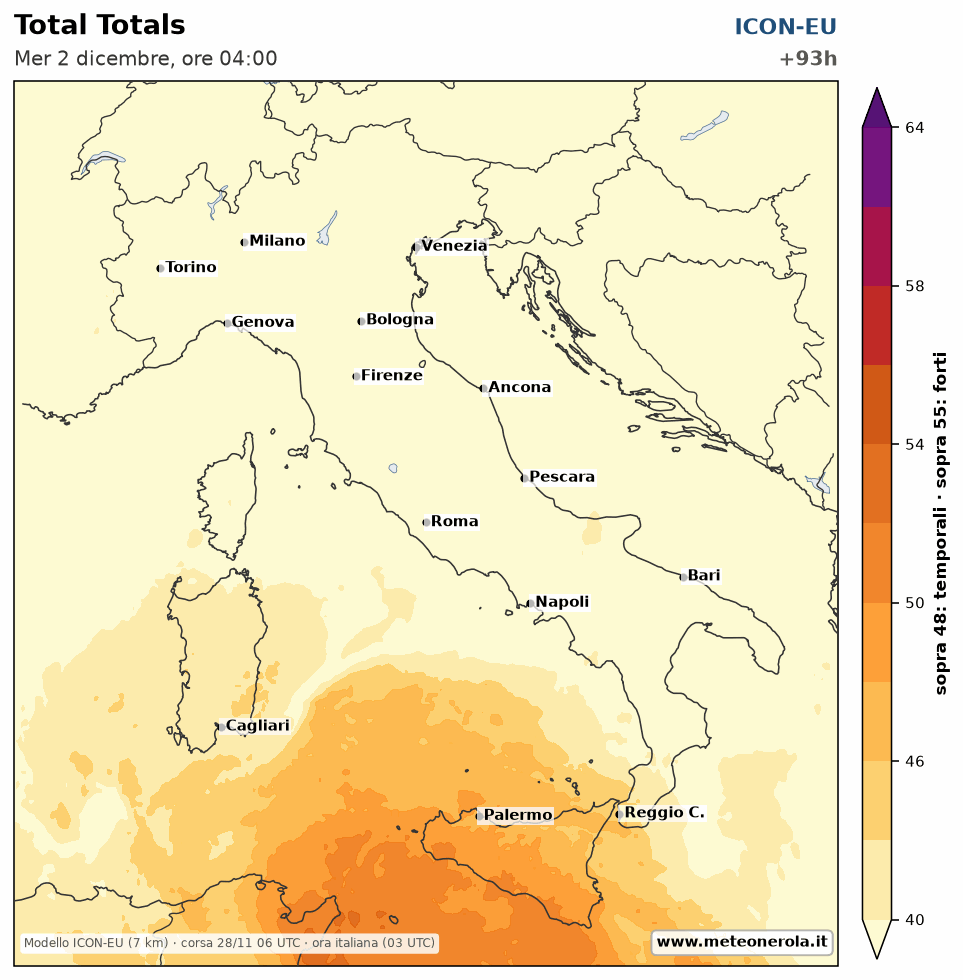 Total Totals
ICON-EU
Mer 2 dicembre, ore 04:00
+93h
64
58
54
50
46
40
sopra 48: temporali · sopra 55: forti
Milano
Venezia
Torino
Genova
Bologna
Firenze
Ancona
Pescara
Roma
Bari
Napoli
Cagliari
Palermo
Reggio C.
Modello ICON-EU (7 km) · corsa 28/11 06 UTC · ora italiana (03 UTC)
www.meteonerola.it